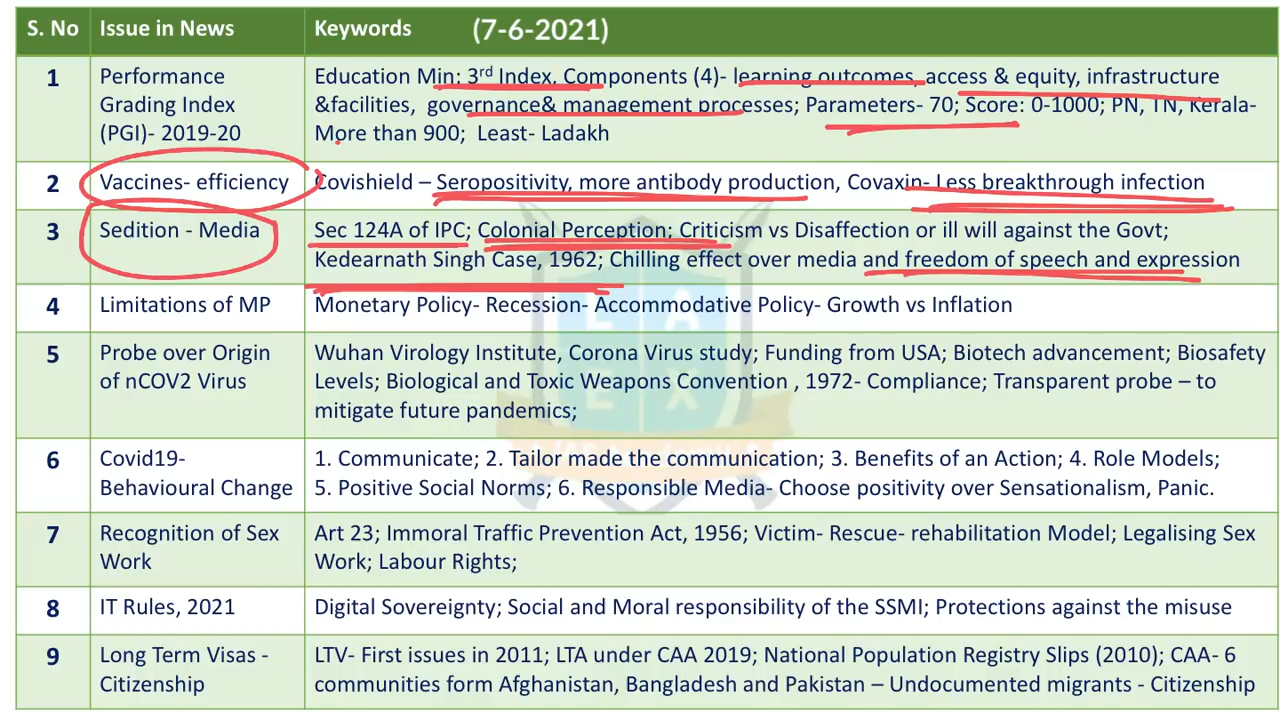 S. No Issue in News Keywords (7-6-2021)
1 Performance Grading Index (PGI)- 2019-20
Education Min: 3rd Index. Components (4)- learning outcomes, access & equity, infrastructure
&facilities, governance& management processes; Parameters- 70; Score: 0-1000; PN, TN, Kerala-
More than 900; Least- Ladakh
2 Vaccines- efficiency Covishield – Seropositivity, more antibody production, Covaxin- Less breakthrough infection
3 Sedition - Media Sec 124A of IPC; Colonial Perception; Criticism vs Disaffection or ill will against the Govt;
Kedearnath Singh Case, 1962; Chilling effect over media and freedom of speech and expression
4 Limitations of MP Monetary Policy- Recession- Accommodative Policy- Growth vs Inflation
5 Probe over Origin of nCOV2 Virus
Wuhan Virology Institute, Corona Virus study; Funding from USA; Biotech advancement; Biosafety
Levels; Biological and Toxic Weapons Convention , 1972- Compliance; Transparent probe – to
mitigate future pandemics;
6 Covid19- Behavioural Change
1. Communicate; 2. Tailor made the communication; 3. Benefits of an Action; 4. Role Models;
5. Positive Social Norms; 6. Responsible Media- Choose positivity over Sensationalism, Panic.
7 Recognition of Sex Work
Art 23; Immoral Traffic Prevention Act, 1956; Victim- Rescue- rehabilitation Model; Legalising Sex
Work; Labour Rights;
8 IT Rules, 2021 Digital Sovereignty; Social and Moral responsibility of the SSMI; Protections against the misuse
9 Long Term Visas - Citizenship
LTV- First issues in 2011; LTA under CAA 2019; National Population Registry Slips (2010); CAA- 6
communities form Afghanistan, Bangladesh and Pakistan – Undocumented migrants - Citizenship